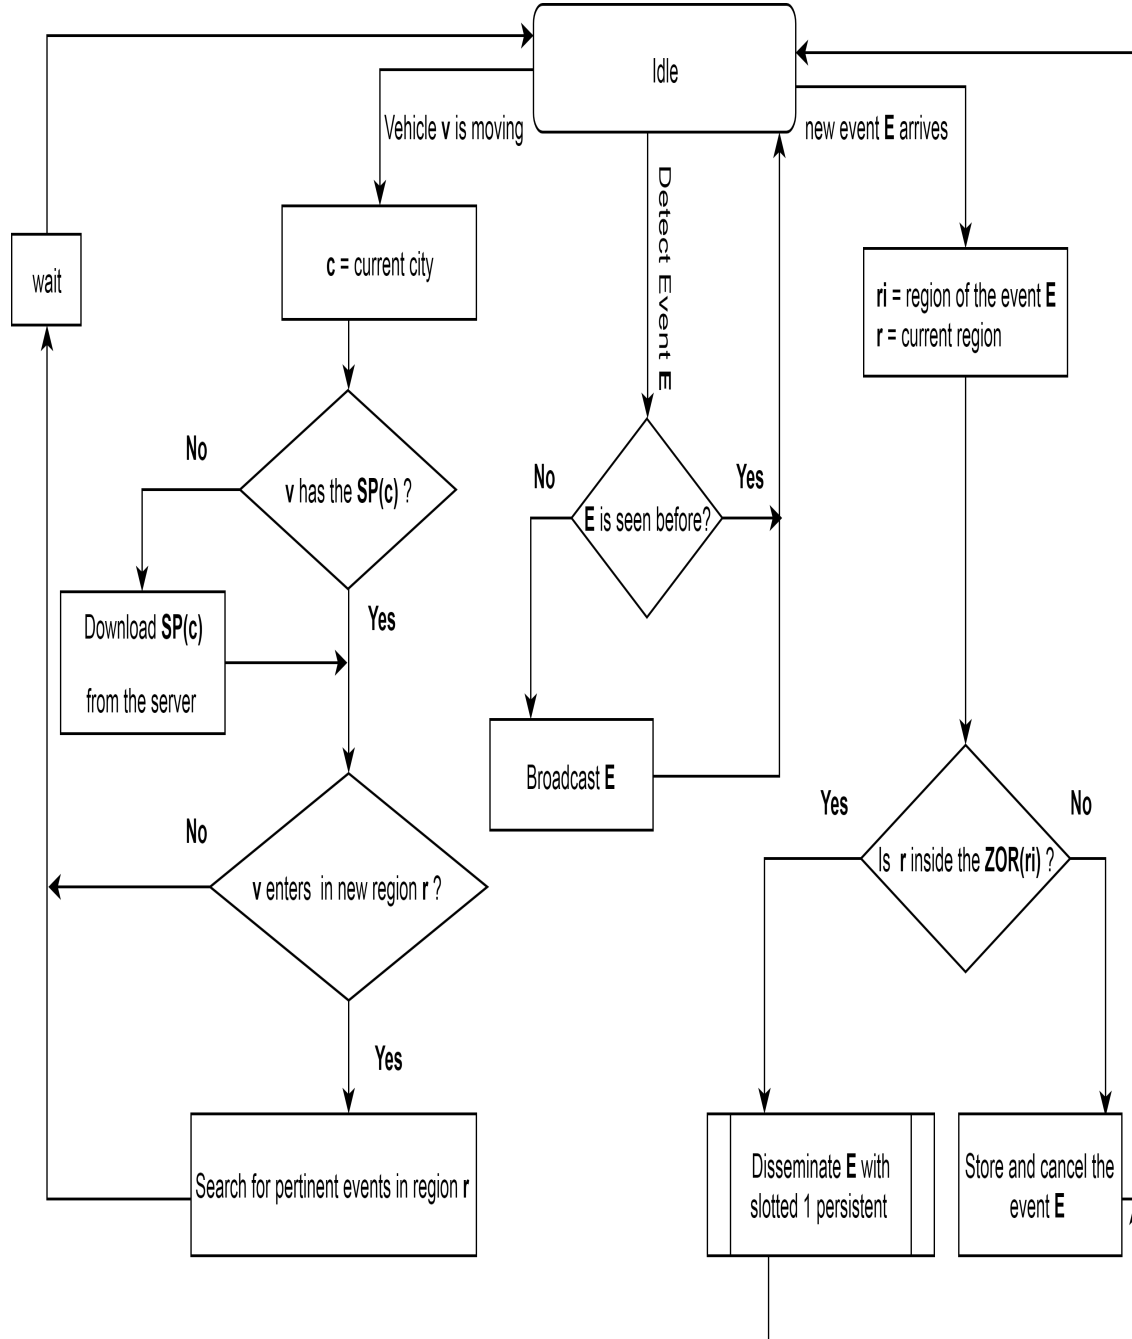 Idle
Vehicle v is moving
new event E arrives
Detect Event E
c = current city
wait
ri = region of the event E
r = current region
No
v has the SP(c) ?
No
Yes
E is seen before?
Yes
Download SP(c)
from the server
Broadcast E
Yes
No
No
v enters in new region r ?
Is r inside the ZOR(ri) ?
Yes
Search for pertinent events in region r
Disseminate E with
slotted 1 persistent
Store and cancel the
event E